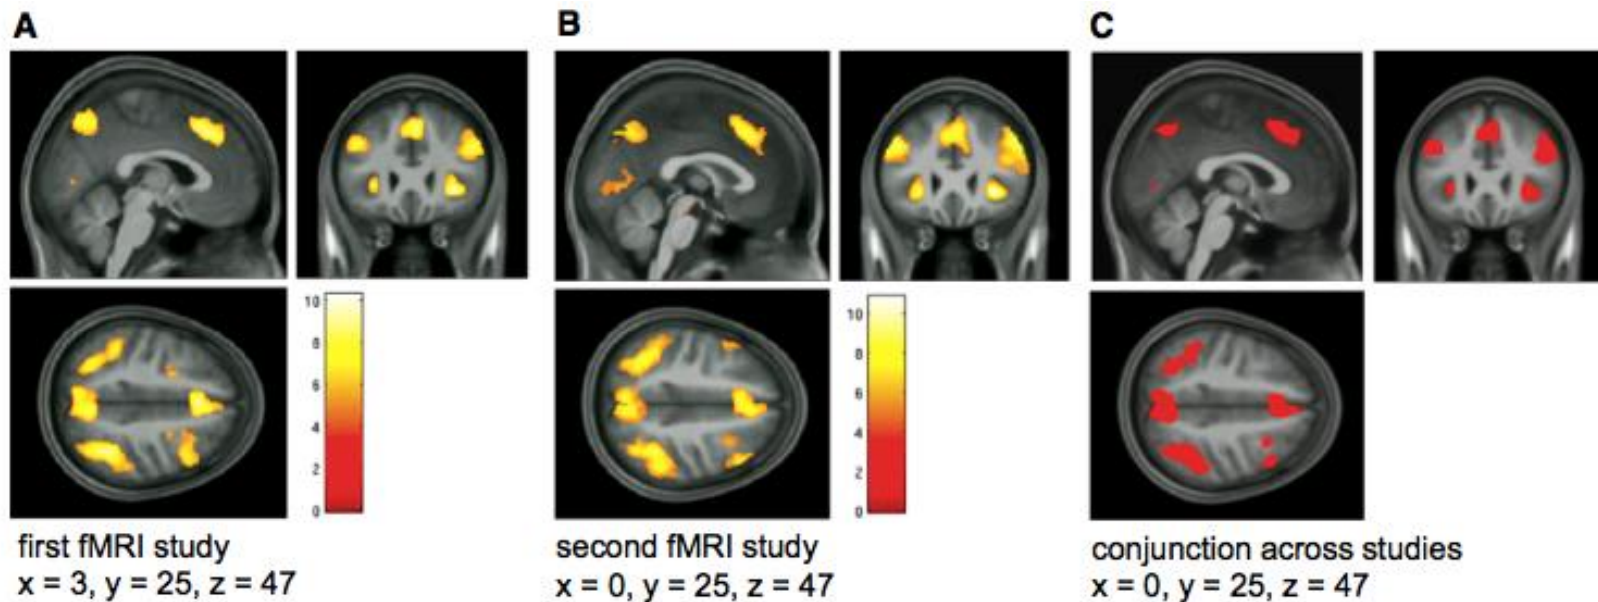 A
B
C
10
8
6
4
2
0
10
8
6
4
2
0
first fMRI study
x = 3, y = 25, z = 47
second fMRI study
x = 0, y = 25, z = 47
conjunction across studies
x = 0, y = 25, z = 47